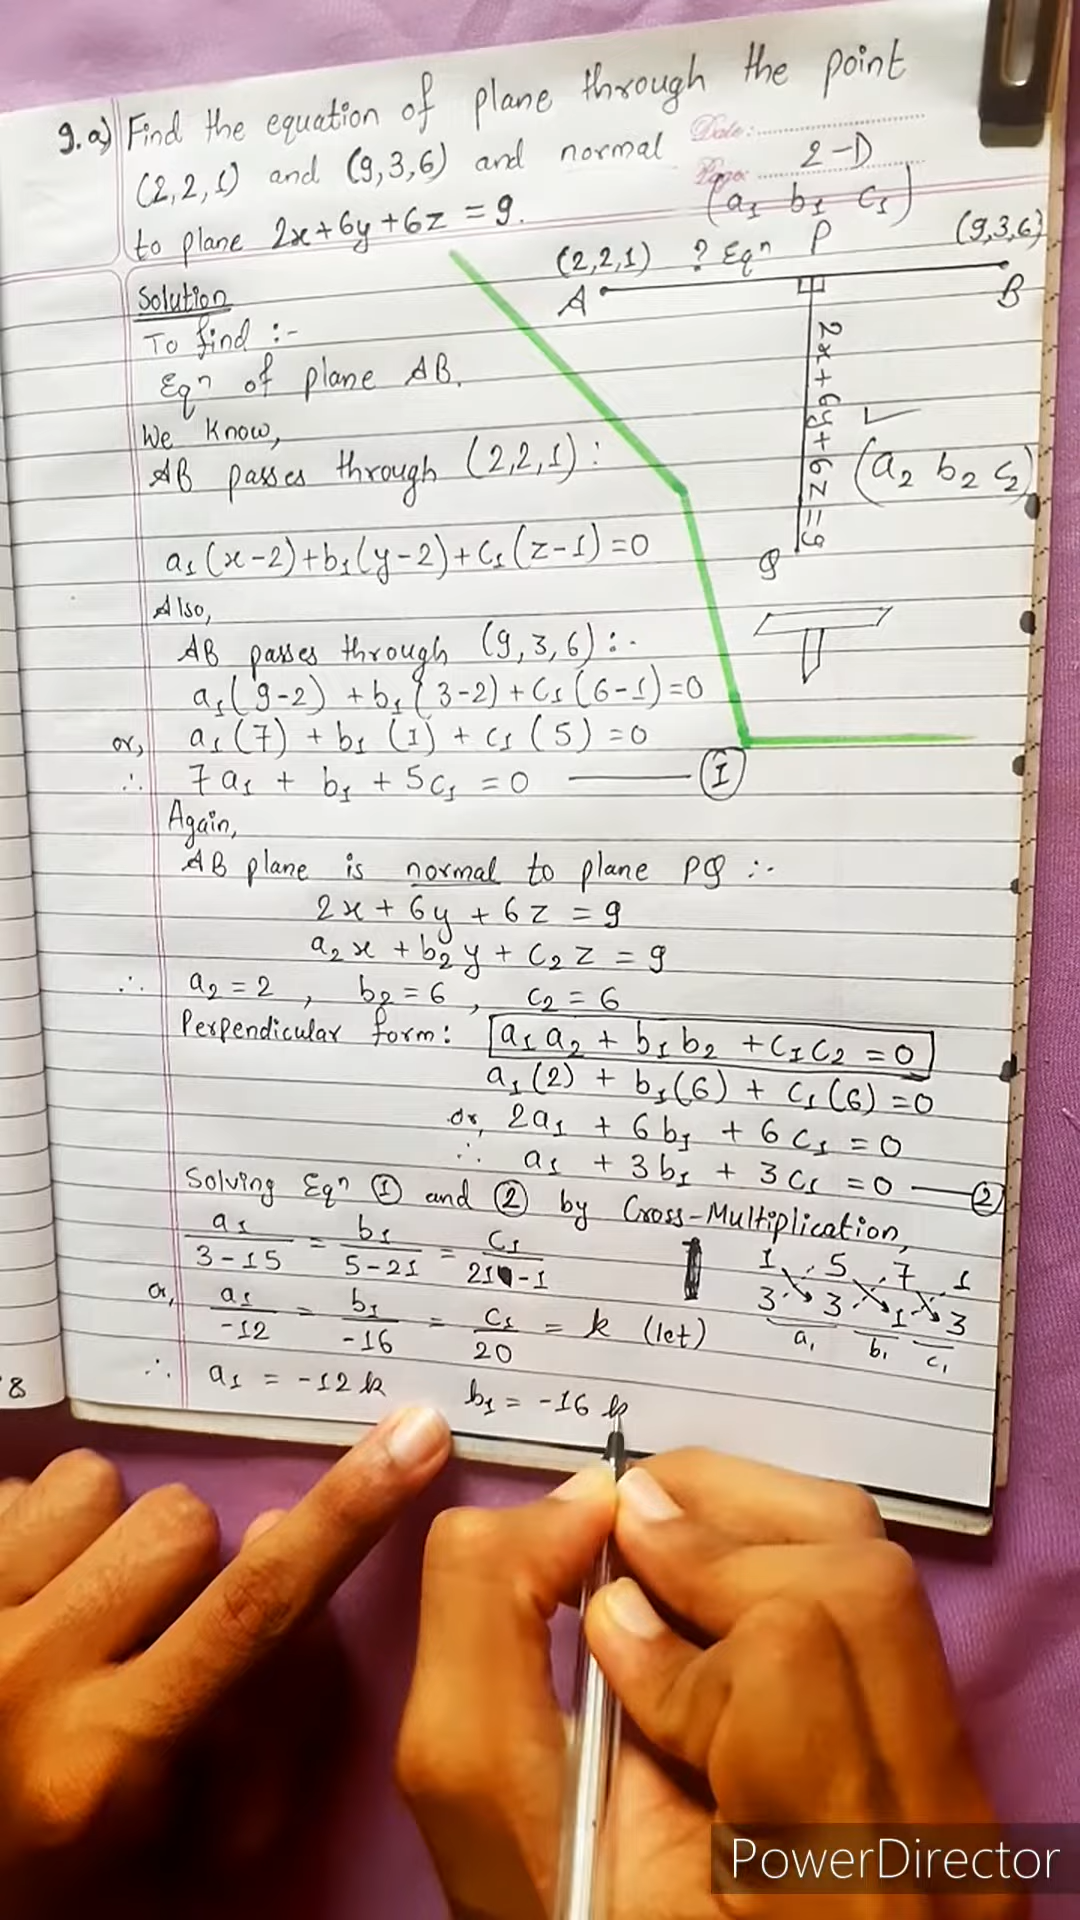 9.a) Find the equation of plane through the point
(2,2,1) and (9,3,6) and normal
to plane 2x+6y+6z = 9.
Date:
Page:
2-D
(a₁ b₁ c₁)
(2,2,1) ? Eqⁿ P (9,3,6)
A B
2x+6y+6z=9
(a₂ b₂ c₂)
Q
Solution
To find :-
Eqⁿ of plane AB.
We Know,
AB passes through (2,2,1) :
a₁(x-2)+b₁(y-2)+c₁(z-1)=0
Also,
AB passes through (9,3,6) :-
a₁(9-2) + b₁(3-2) + c₁(6-1)=0
or, a₁(7) + b₁(1) + c₁(5) = 0
∴ 7a₁ + b₁ + 5c₁ = 0 —— I
Again,
AB plane is normal to plane PQ :-
2x + 6y + 6z = 9
a₂x + b₂y + c₂z = 9
∴ a₂ = 2 , b₂ = 6 , c₂ = 6
Perpendicular form: a₁a₂ + b₁b₂ + c₁c₂ = 0
a₁(2) + b₁(6) + c₁(6) = 0
or, 2a₁ + 6b₁ + 6c₁ = 0
∴ a₁ + 3b₁ + 3c₁ = 0 —— 2
Solving Eqⁿ 1 and 2 by Cross-Multiplication,
a₁/3-15 = b₁/5-21 = c₁/21-1
1 5 7 1
3 3 1 3
a₁ b₁ c₁
or, a₁/-12 = b₁/-16 = c₁/20 = k (let)
∴ a₁ = -12k b₁ = -16k
8
PowerDirector